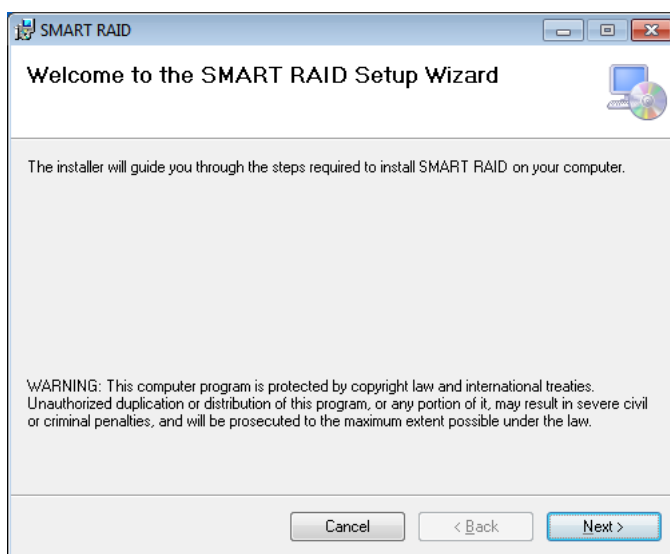 SMART RAID
Welcome to the SMART RAID Setup Wizard
The installer will guide you through the steps required to install SMART RAID on your computer.
WARNING: This computer program is protected by copyright law and international treaties.
Unauthorized duplication or distribution of this program, or any portion of it, may result in severe civil
or criminal penalties, and will be prosecuted to the maximum extent possible under the law.
Cancel < Back Next >